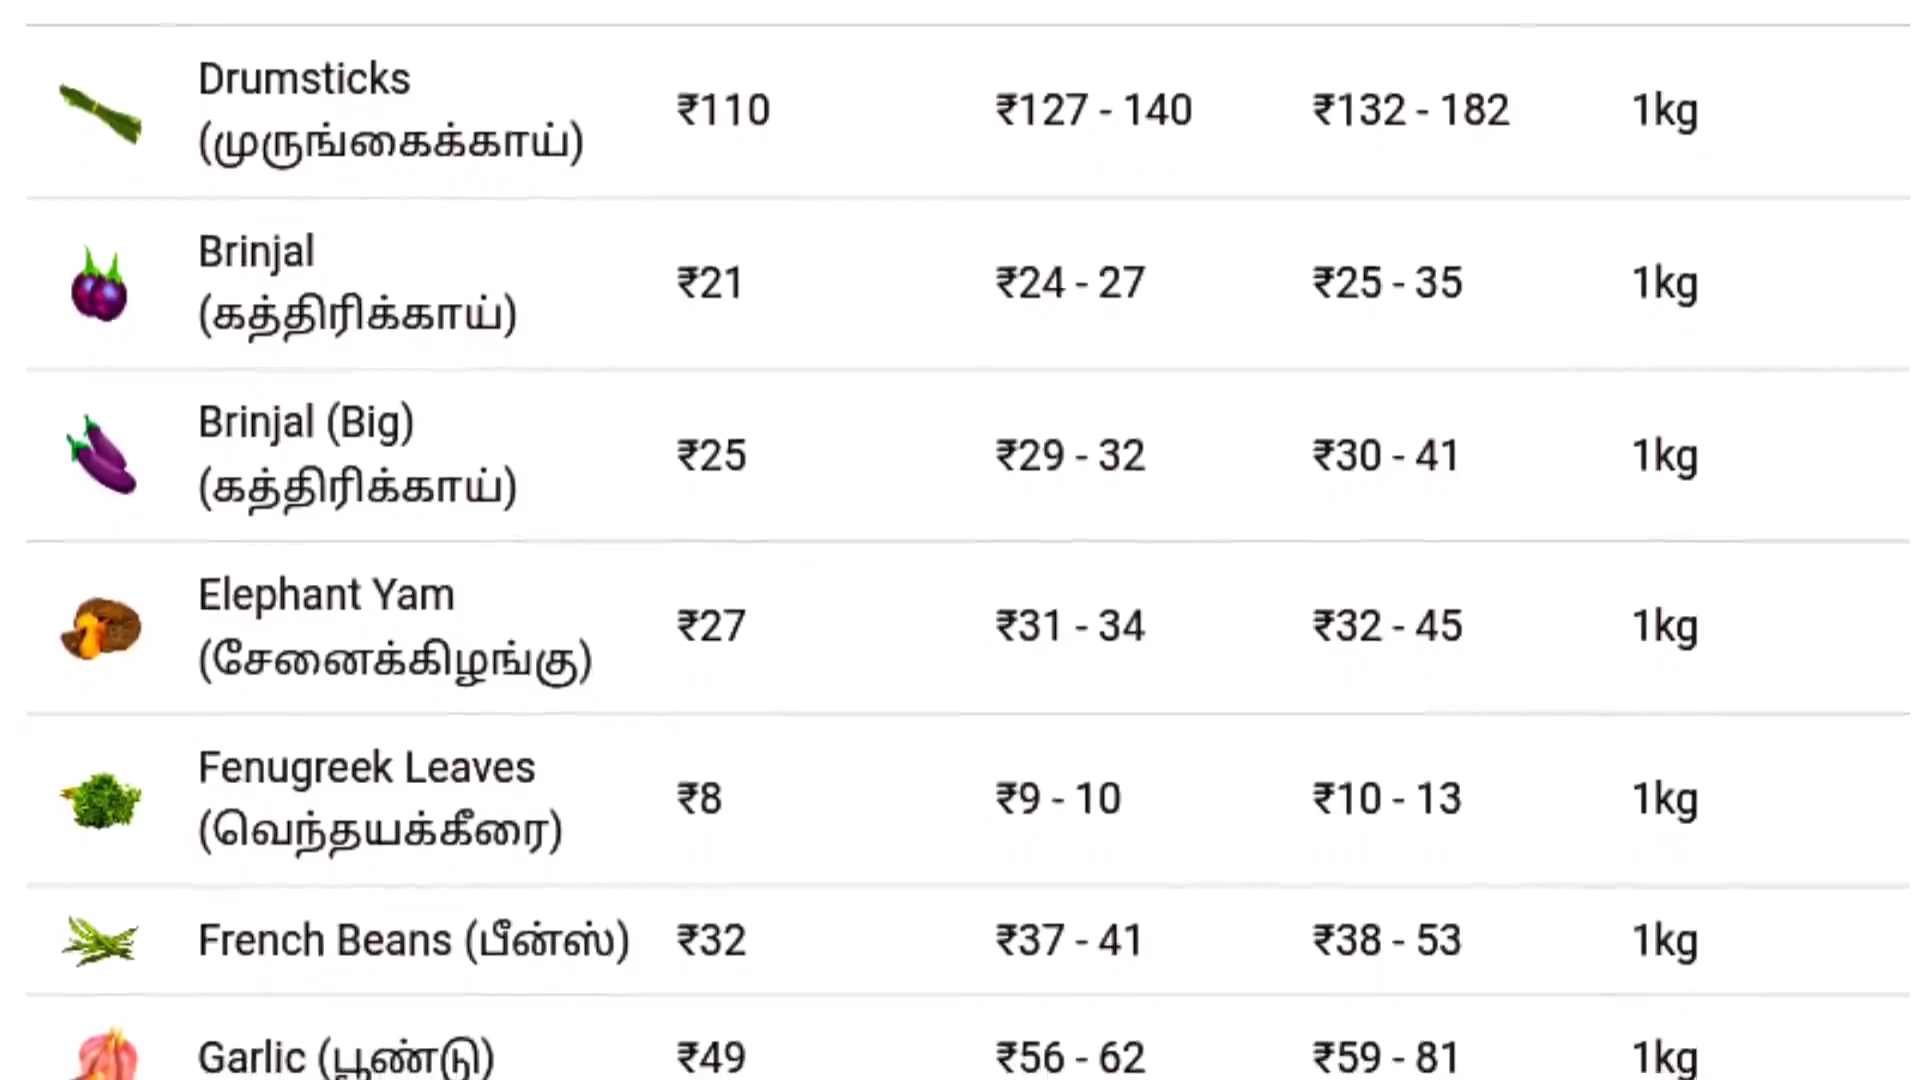 Drumsticks
(முருங்கைக்காய்)
₹110
₹127 - 140
₹132 - 182
1kg
Brinjal
(கத்திரிக்காய்)
₹21
₹24 - 27
₹25 - 35
1kg
Brinjal (Big)
(கத்திரிக்காய்)
₹25
₹29 - 32
₹30 - 41
1kg
Elephant Yam
(சேனைக்கிழங்கு)
₹27
₹31 - 34
₹32 - 45
1kg
Fenugreek Leaves
(வெந்தயக்கீரை)
₹8
₹9 - 10
₹10 - 13
1kg
French Beans (பீன்ஸ்)
₹32
₹37 - 41
₹38 - 53
1kg
Garlic (பூண்டு)
₹49
₹56 - 62
₹59 - 81
1kg